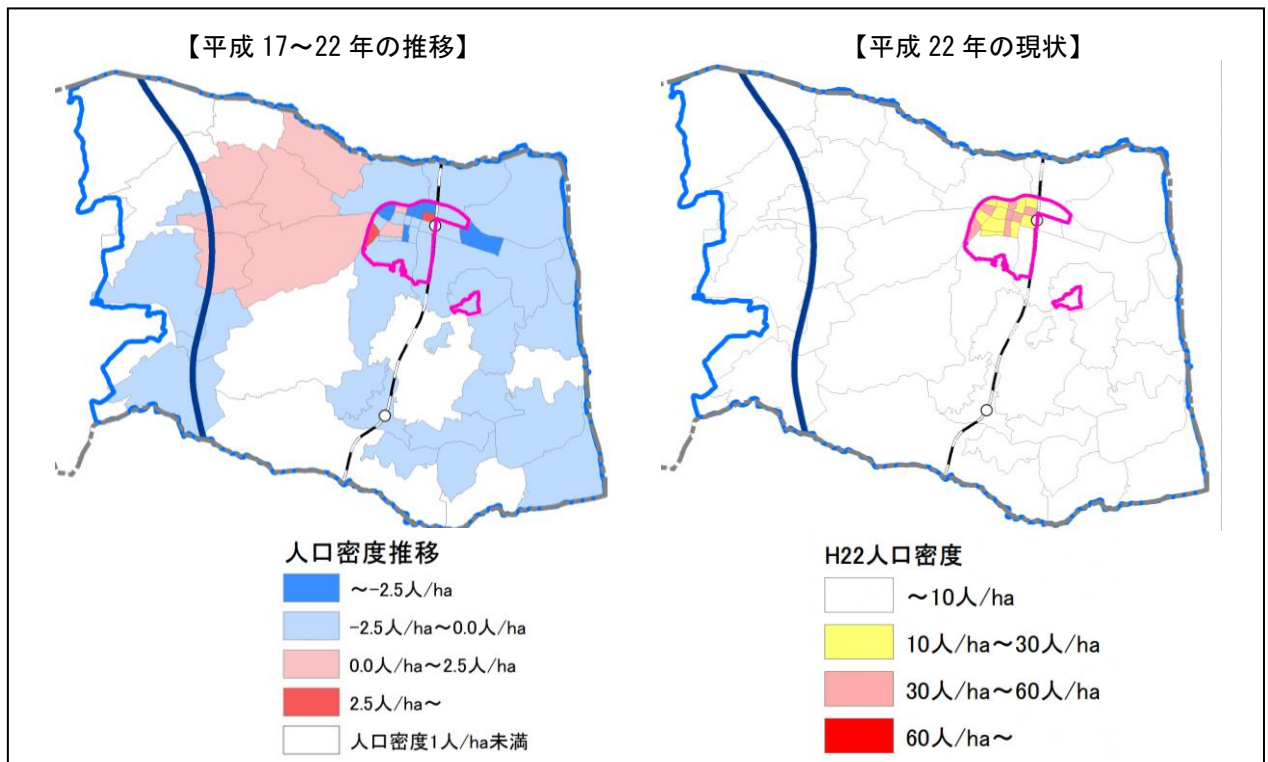 【平成 17～22 年の推移】
【平成 22 年の現状】
人口密度推移
～-2.5人/ha
-2.5人/ha～0.0人/ha
0.0人/ha～2.5人/ha
2.5人/ha～
人口密度1人/ha未満
H22人口密度
～10人/ha
10人/ha～30人/ha
30人/ha～60人/ha
60人/ha～